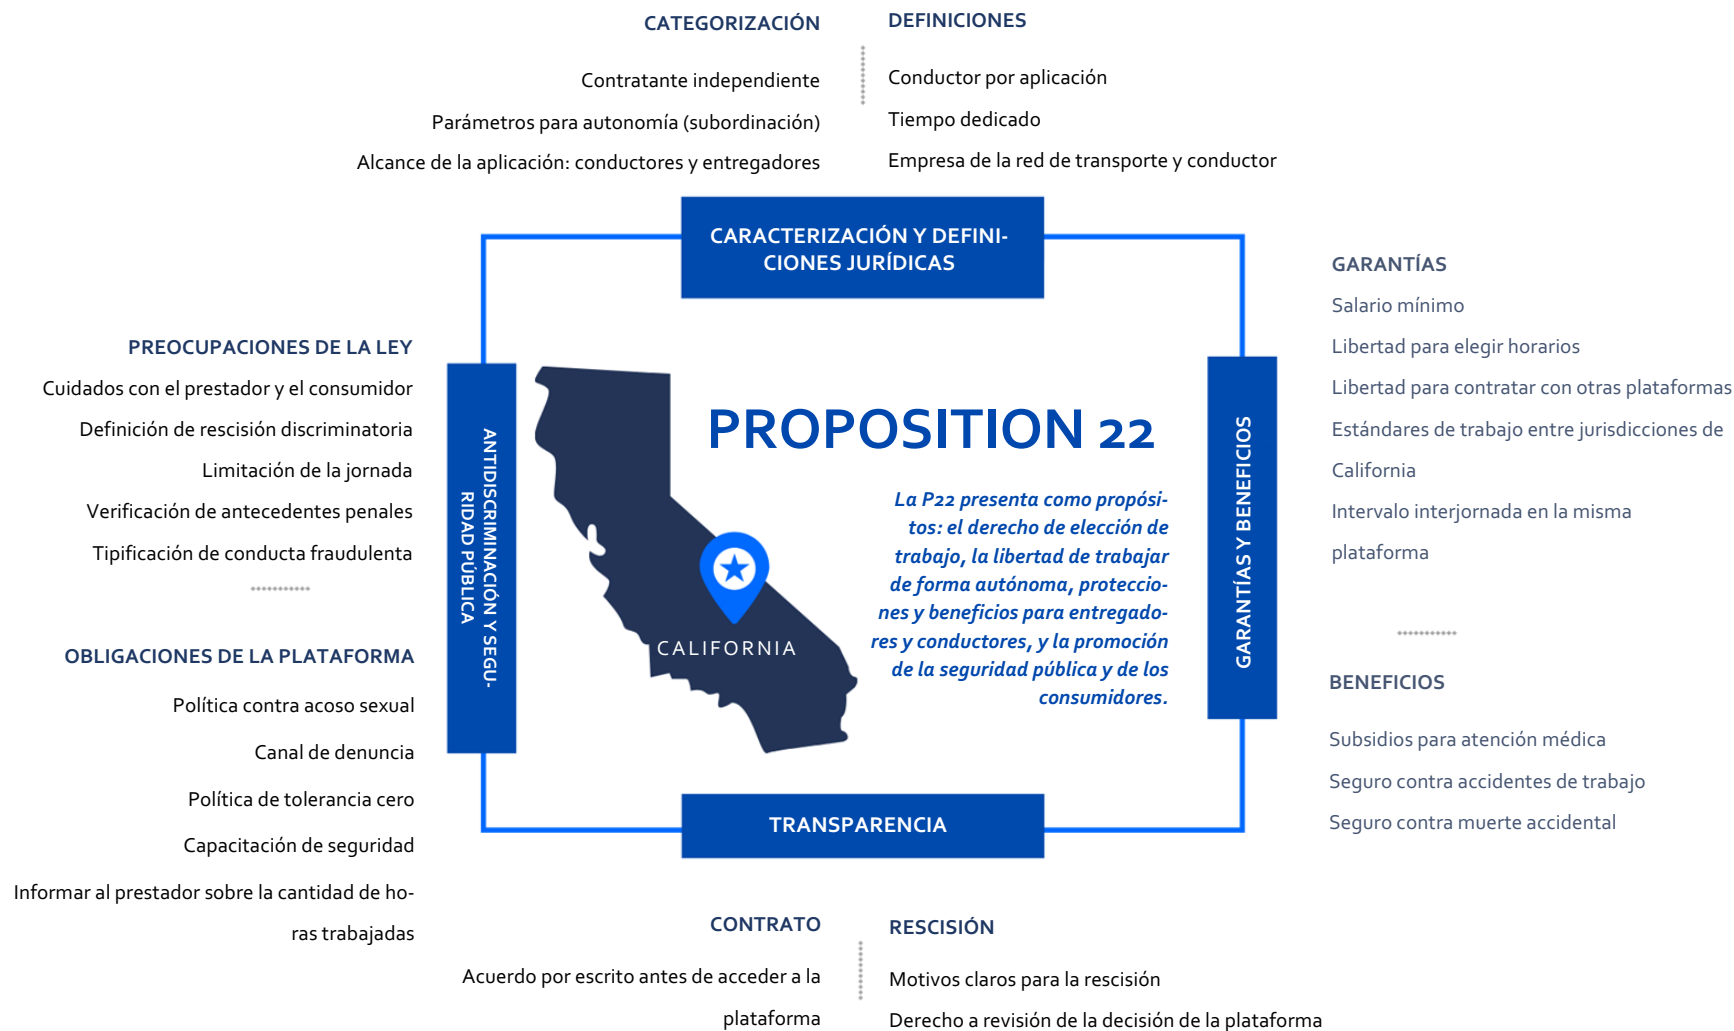 CATEGORIZACIÓN
Contratante independiente
Parámetros para autonomía (subordinación)
Alcance de la aplicación: conductores y entregadores
DEFINICIONES
Conductor por aplicación
Tiempo dedicado
Empresa de la red de transporte y conductor
CARACTERIZACIÓN Y DEFINI-
CIONES JURÍDICAS
PREOCUPACIONES DE LA LEY
Cuidados con el prestador y el consumidor
Definición de rescisión discriminatoria
Limitación de la jornada
Verificación de antecedentes penales
Tipificación de conducta fraudulenta
OBLIGACIONES DE LA PLATAFORMA
Política contra acoso sexual
Canal de denuncia
Política de tolerancia cero
Capacitación de seguridad
Informar al prestador sobre la cantidad de ho-
ras trabajadas
ANTIDISCRIMINACIÓN Y SEGU-
RIDAD PÚBLICA
CALIFORNIA
PROPOSITION 22
La P22 presenta como propósi-
tos: el derecho de elección de
trabajo, la libertad de trabajar
de forma autónoma, proteccio-
nes y beneficios para entregado-
res y conductores, y la promoción
de la seguridad pública y de los
consumidores.
GARANTÍAS Y BENEFICIOS
GARANTÍAS
Salario mínimo
Libertad para elegir horarios
Libertad para contratar con otras plataformas
Estándares de trabajo entre jurisdicciones de
California
Intervalo interjornada en la misma
plataforma
BENEFICIOS
Subsidios para atención médica
Seguro contra accidentes de trabajo
Seguro contra muerte accidental
TRANSPARENCIA
CONTRATO
Acuerdo por escrito antes de acceder a la
plataforma
RESCISIÓN
Motivos claros para la rescisión
Derecho a revisión de la decisión de la plataforma